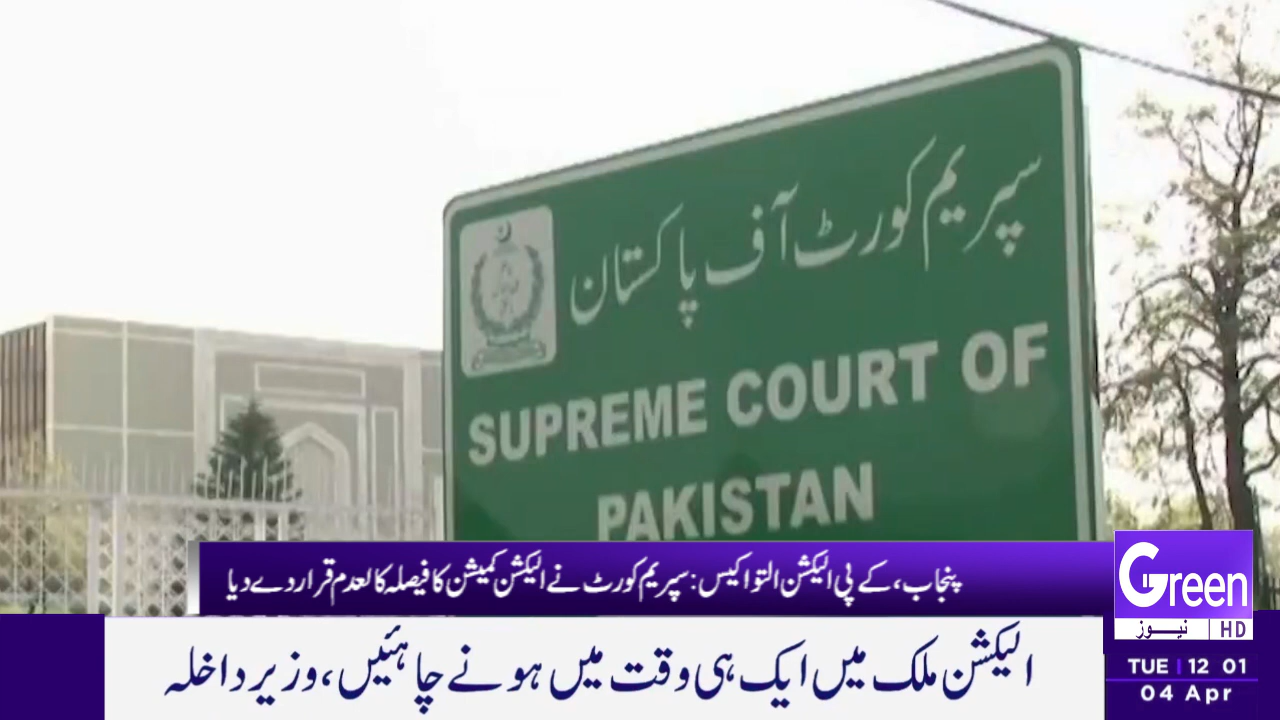 سپریم کورٹ آف پاکستان
SUPREME COURT OF
PAKISTAN
پنجاب، کے پی الیکشن التوا کیس: سپریم کورٹ نے الیکشن کمیشن کا فیصلہ کالعدم قرار دے دیا
الیکشن ملک میں ایک ہی وقت میں ہونے چاہئیں، وزیر داخلہ
Green
نیوز HD
TUE 12 01
04 Apr